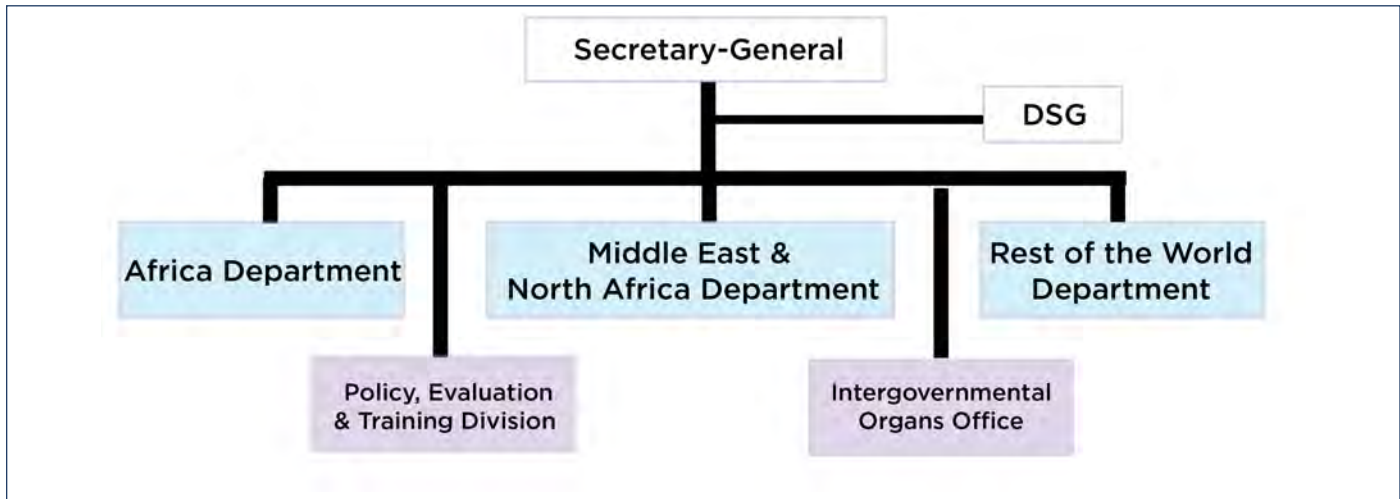 Secretary-General
DSG
Africa Department
Middle East &
North Africa Department
Rest of the World
Department
Policy, Evaluation
& Training Division
Intergovernmental
Organs Office